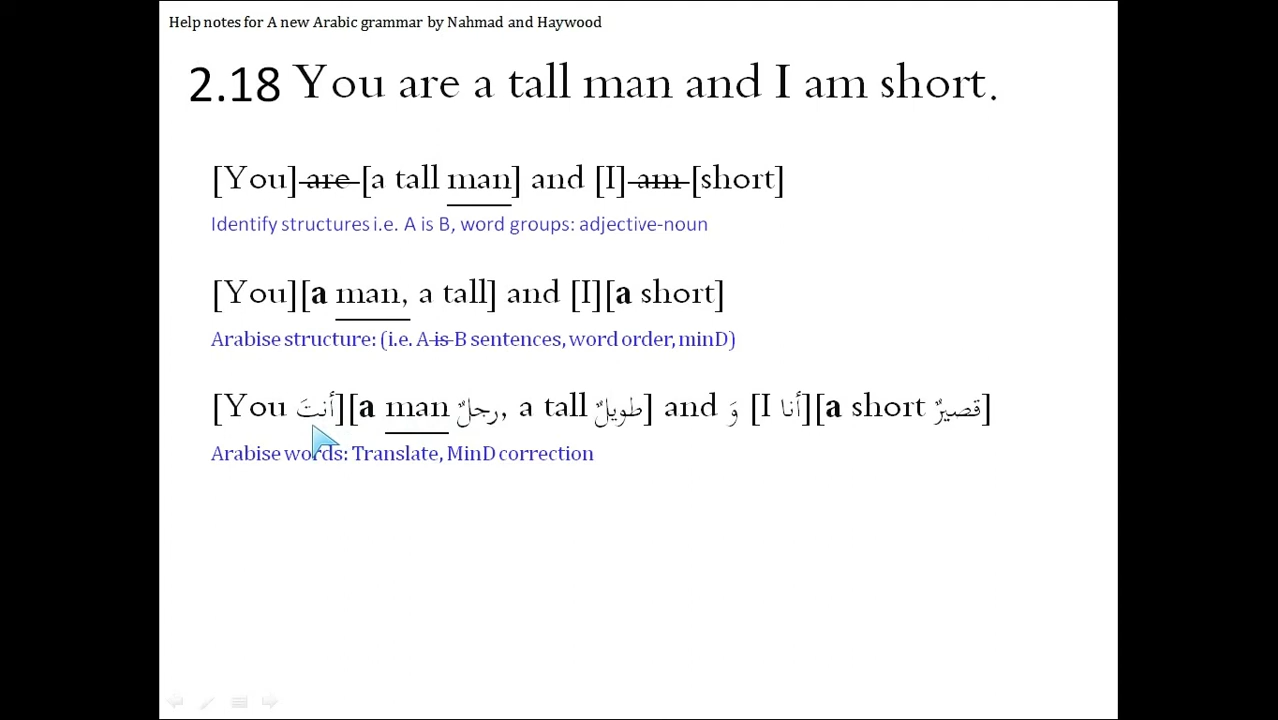 Help notes for A new Arabic grammar by Nahmad and Haywood
2.18 You are a tall man and I am short.
[You] are [a tall man] and [I] am [short]
Identify structures i.e. A is B, word groups: adjective-noun
[You][a man, a tall] and [I][a short]
Arabise structure: (i.e. A is B sentences, word order, minD)
[You أنتَ][a man رجلٌ, a tall طويلٌ] and وَ [I أنا][a short قصيرٌ]
Arabise words: Translate, MinD correction